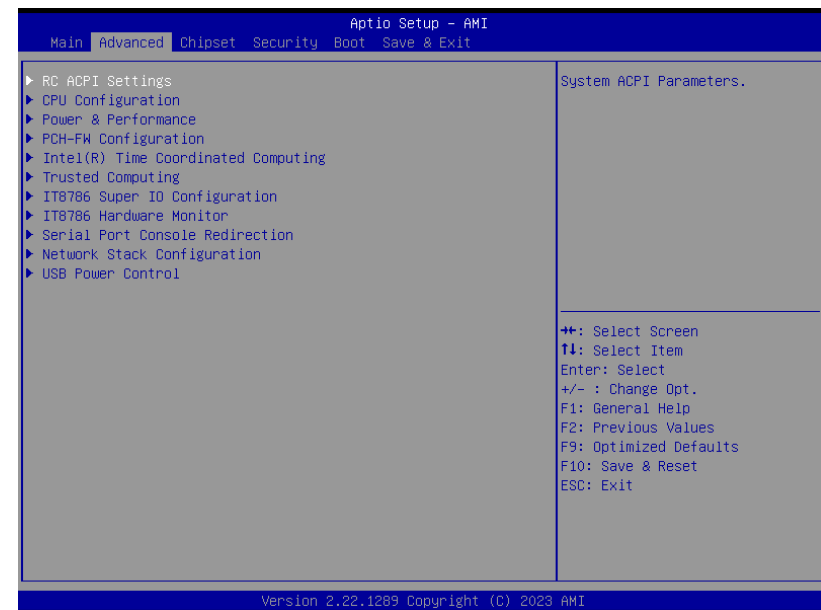 Aptio Setup – AMI
Main Advanced Chipset Security Boot Save & Exit
▶ RC ACPI Settings
▶ CPU Configuration
▶ Power & Performance
▶ PCH-FW Configuration
▶ Intel(R) Time Coordinated Computing
▶ Trusted Computing
▶ IT8786 Super IO Configuration
▶ IT8786 Hardware Monitor
▶ Serial Port Console Redirection
▶ Network Stack Configuration
▶ USB Power Control
System ACPI Parameters.
→←: Select Screen
↑↓: Select Item
Enter: Select
+/- : Change Opt.
F1: General Help
F2: Previous Values
F9: Optimized Defaults
F10: Save & Reset
ESC: Exit
Version 2.22.1289 Copyright (C) 2023 AMI